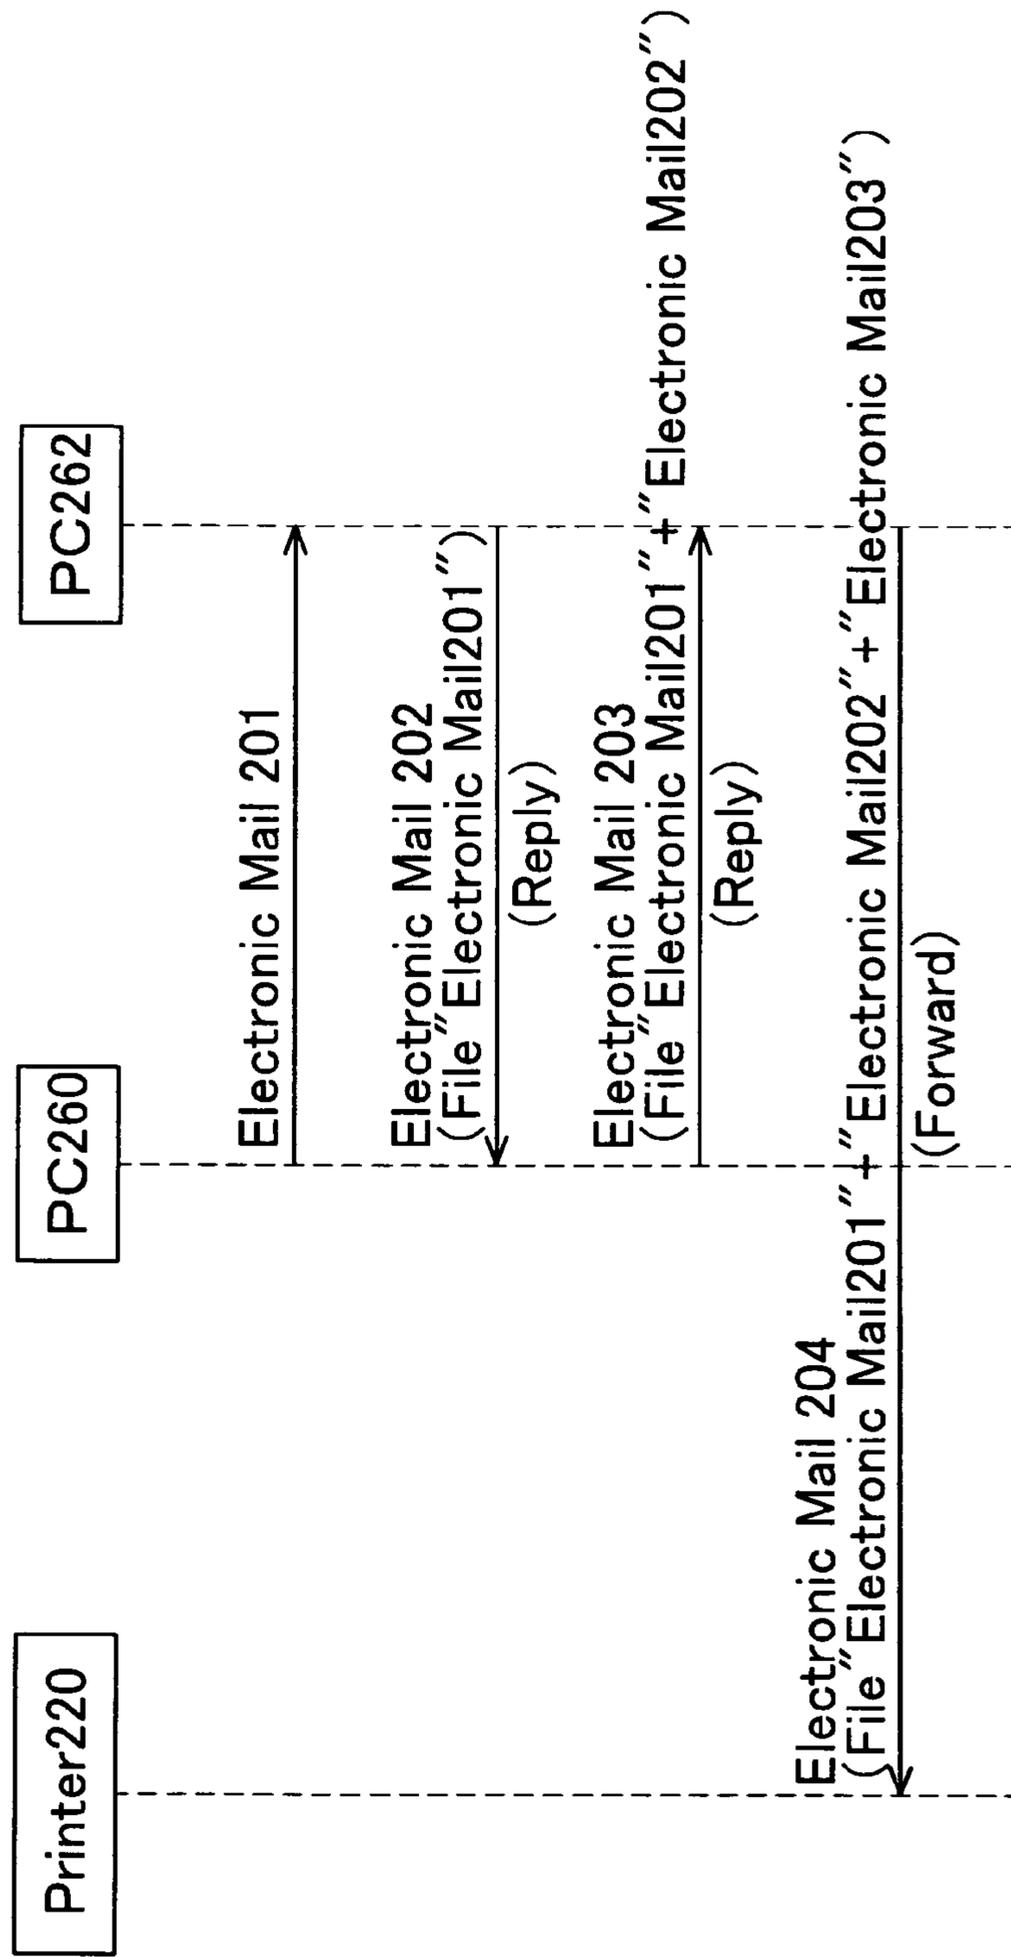 Printer220
PC260
PC262
Electronic Mail 201
Electronic Mail 202
(File"Electronic Mail201")
(Reply)
Electronic Mail 203
(File"Electronic Mail201"+"Electronic Mail202")
(Reply)
Electronic Mail 204
(File"Electronic Mail201"+"Electronic Mail202"+"Electronic Mail203")
(Forward)